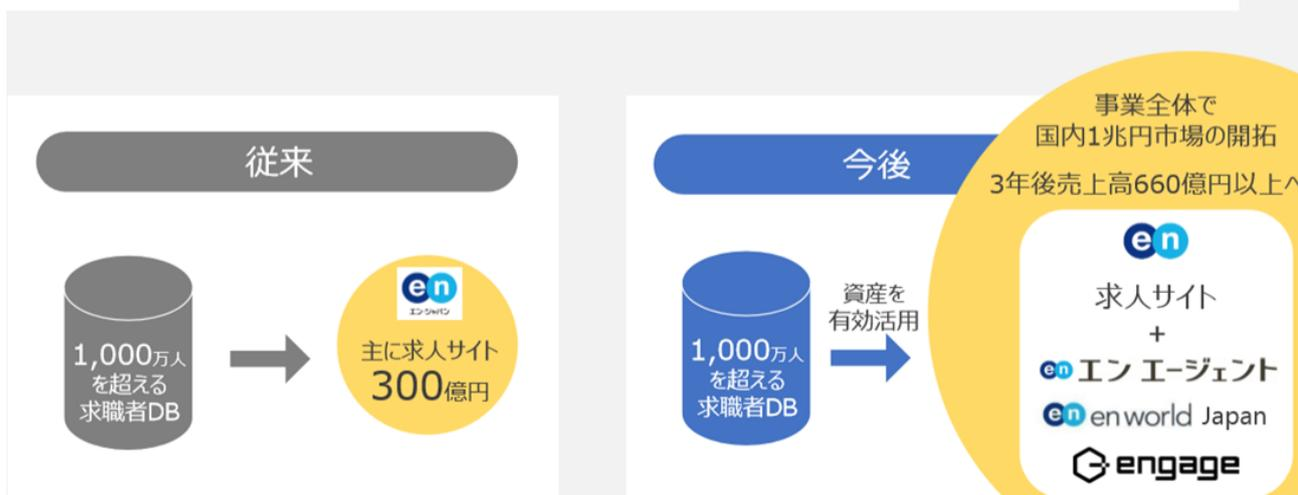 従来
1,000万人
を超える
求職者DB
en
エン・ジャパン
主に求人サイト
300億円
今後
1,000万人
を超える
求職者DB
資産を
有効活用
事業全体で
国内1兆円市場の開拓
3年後売上高660億円以上へ
en
求人サイト
+
en エン エージェント
en en world Japan
engage